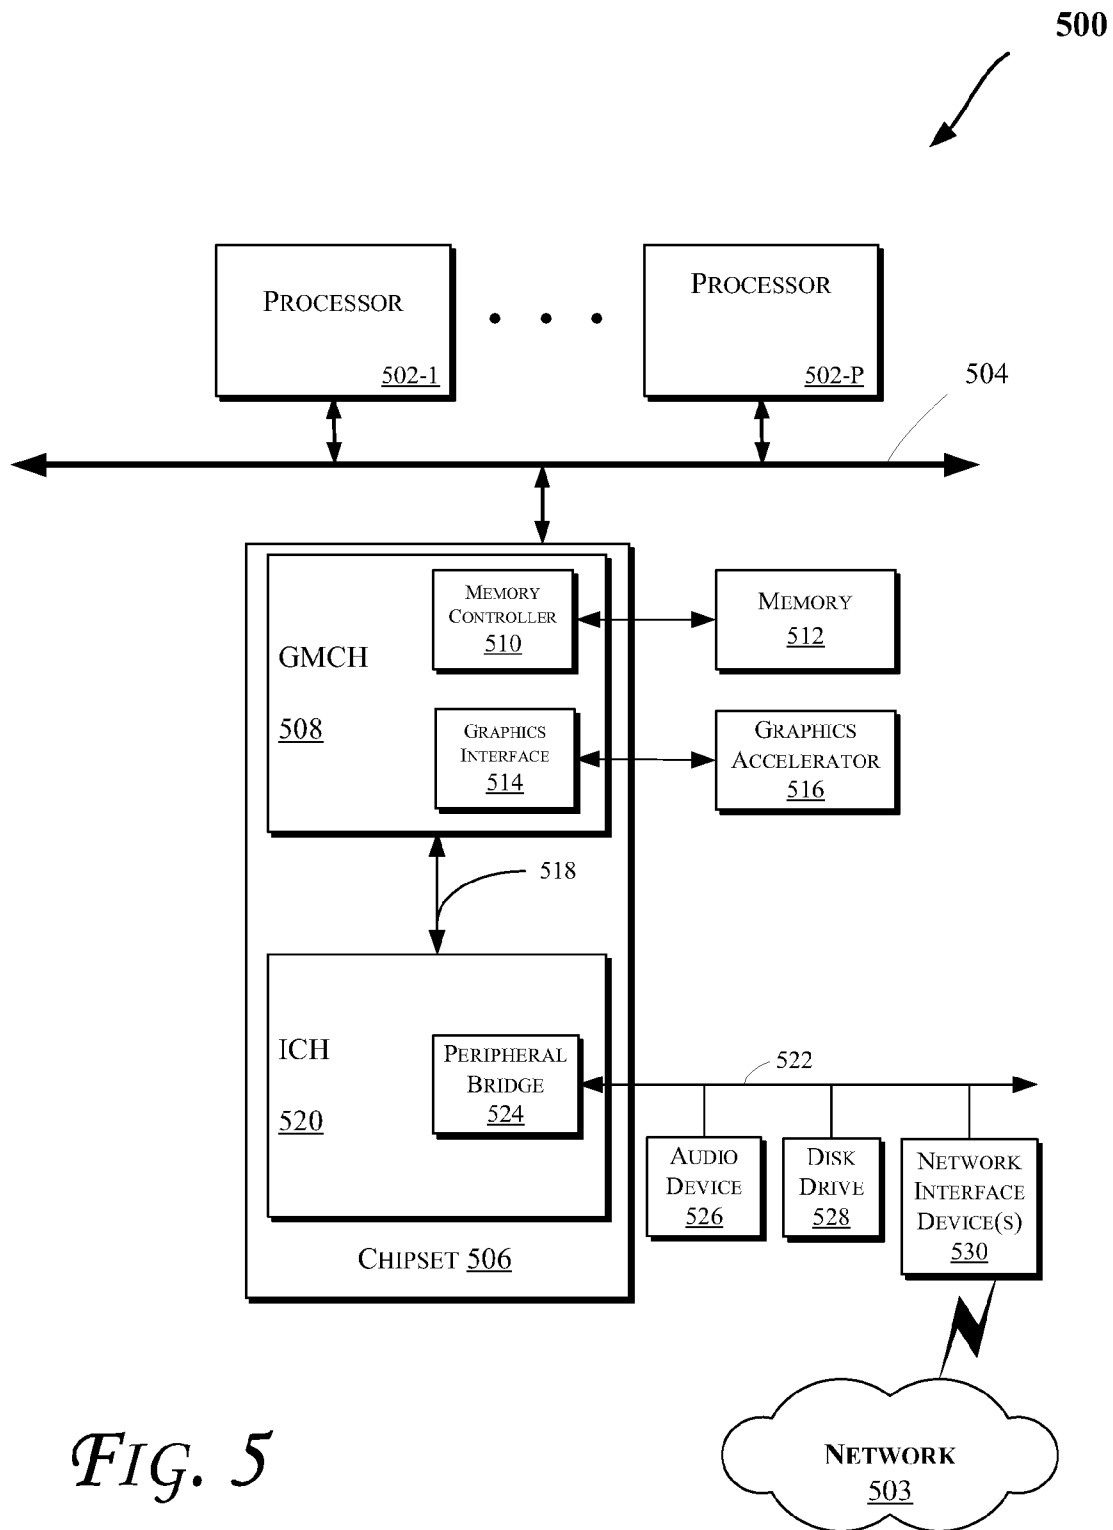 500
PROCESSOR
502-1
PROCESSOR
502-P
504
GMCH
508
MEMORY
CONTROLLER
510
MEMORY
512
GRAPHICS
INTERFACE
514
GRAPHICS
ACCELERATOR
516
518
ICH
520
PERIPHERAL
BRIDGE
524
522
AUDIO
DEVICE
526
DISK
DRIVE
528
NETWORK
INTERFACE
DEVICE(S)
530
CHIPSET 506
NETWORK
503
FIG. 5